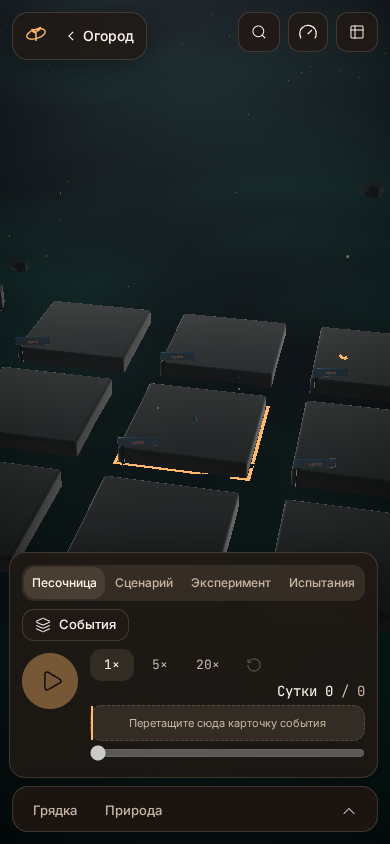 Огород
Песочница Сценарий Эксперимент Испытания
События
1× 5× 20×
Сутки 0 / 0
Перетащите сюда карточку события
Грядка Природа